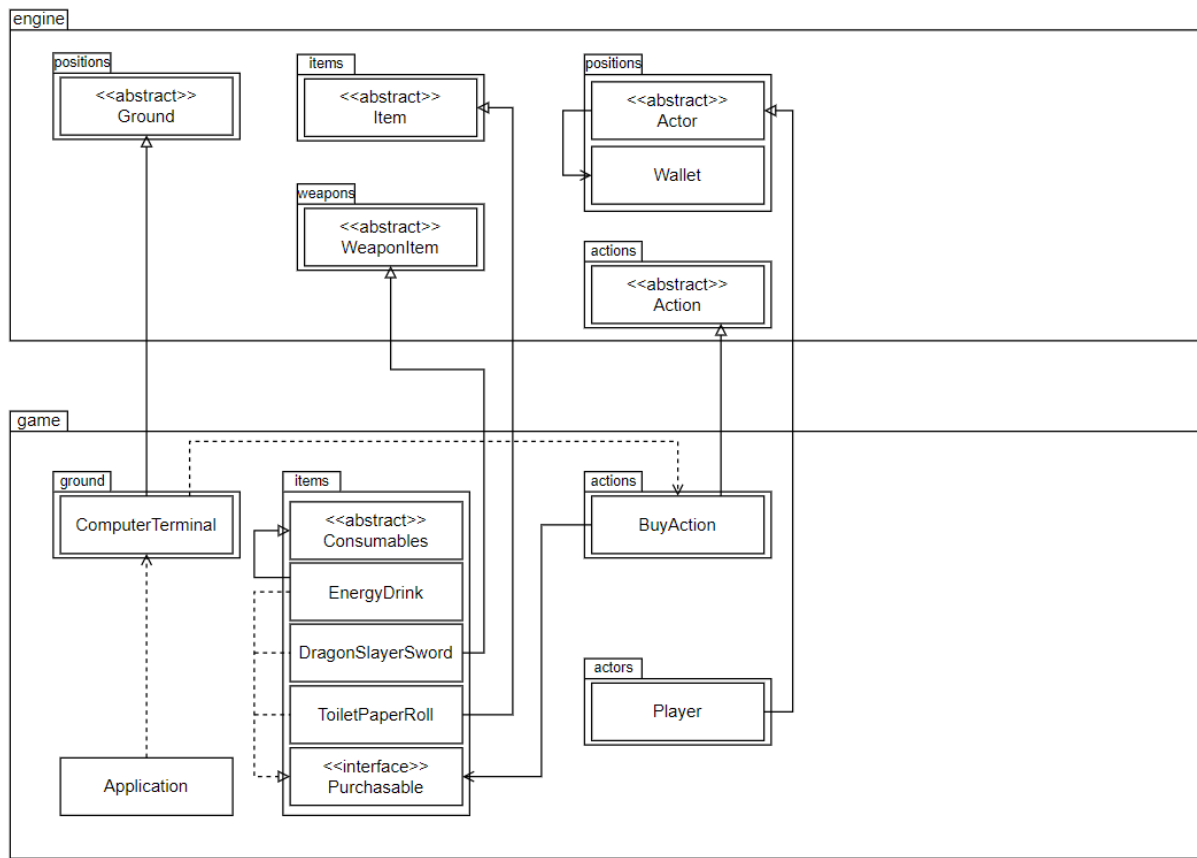 engine
positions
<<abstract>>
Ground
items
<<abstract>>
Item
positions
<<abstract>>
Actor
Wallet
weapons
<<abstract>>
WeaponItem
actions
<<abstract>>
Action
game
ground
ComputerTerminal
items
<<abstract>>
Consumables
EnergyDrink
DragonSlayerSword
ToiletPaperRoll
<<interface>>
Purchasable
actions
BuyAction
actors
Player
Application